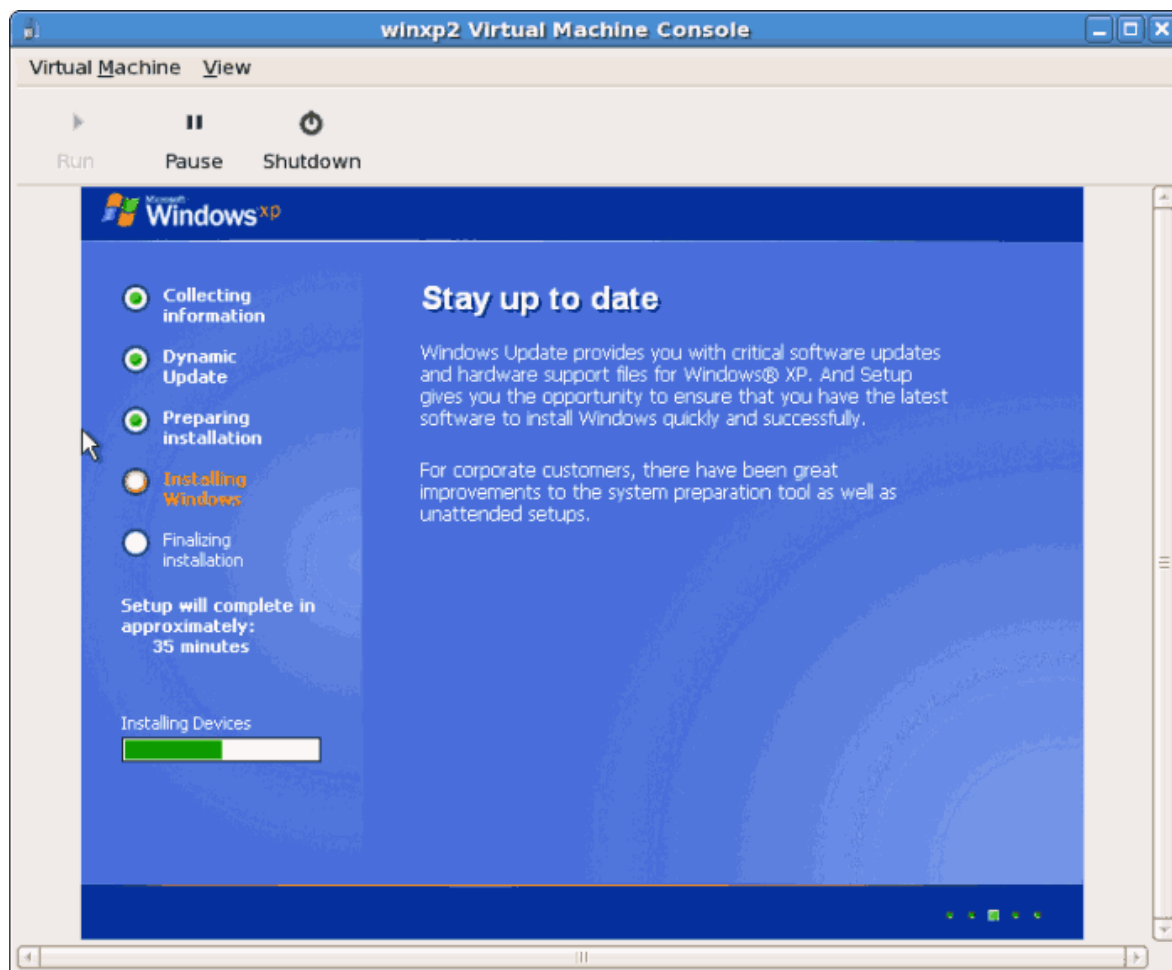 winxp2 Virtual Machine Console
Virtual Machine View
Run Pause Shutdown
Microsoft
Windows xp
Collecting
information
Dynamic
Update
Preparing
installation
Installing
Windows
Finalizing
installation
Setup will complete in
approximately:
35 minutes
Installing Devices
Stay up to date
Windows Update provides you with critical software updates
and hardware support files for Windows® XP. And Setup
gives you the opportunity to ensure that you have the latest
software to install Windows quickly and successfully.
For corporate customers, there have been great
improvements to the system preparation tool as well as
unattended setups.